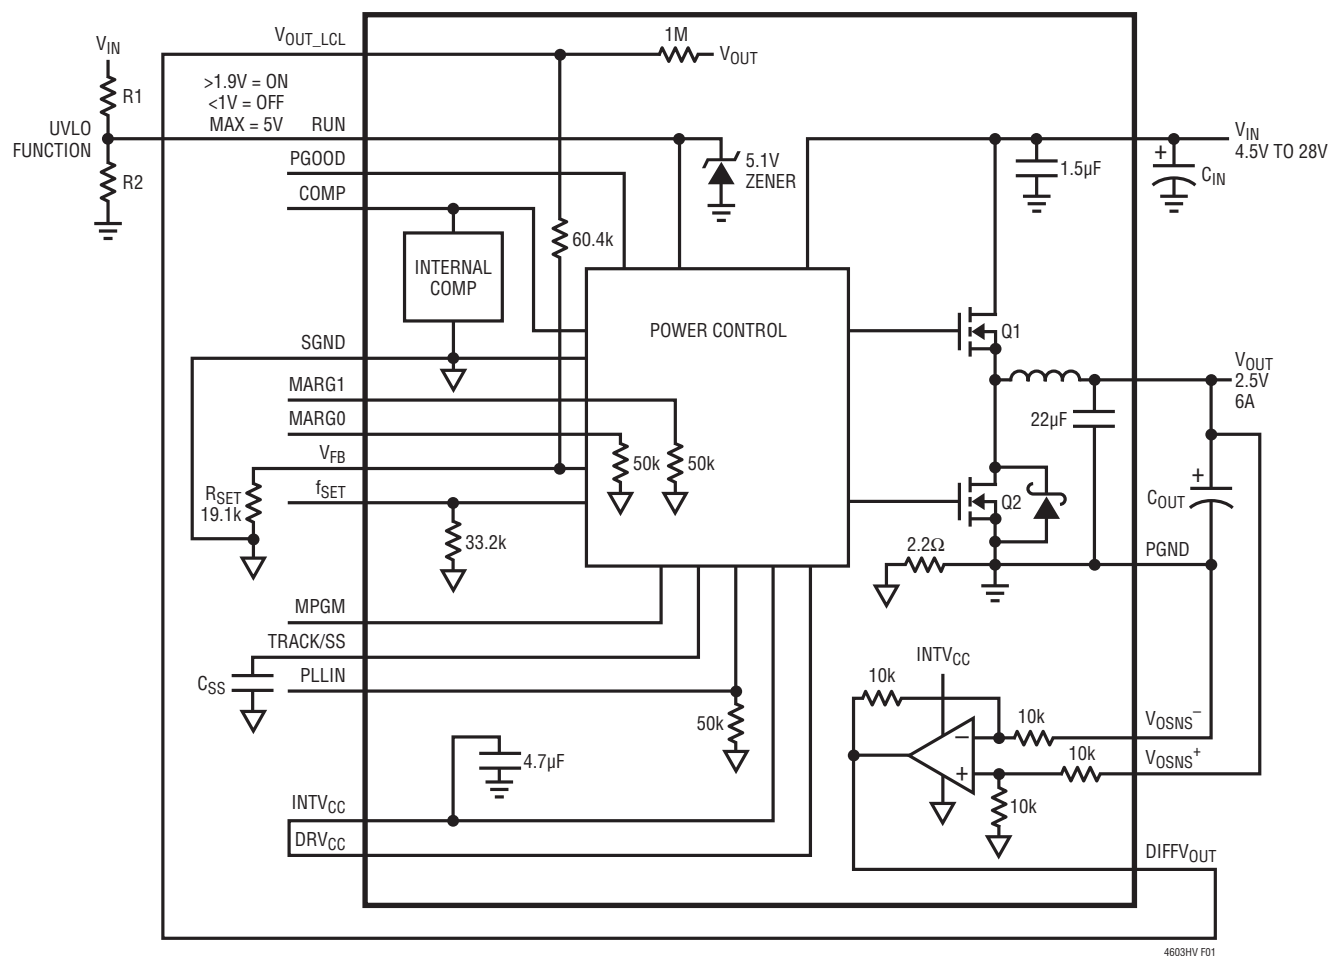 V_IN
R1
UVLO
FUNCTION
R2
V_OUT_LCL
>1.9V = ON
<1V = OFF
MAX = 5V
RUN
PGOOD
COMP
1M
V_OUT
5.1V
ZENER
1.5µF
V_IN
4.5V TO 28V
+
C_IN
60.4k
INTERNAL
COMP
POWER CONTROL
Q1
SGND
MARG1
MARG0
V_FB
f_SET
R_SET
19.1k
50k
50k
33.2k
22µF
V_OUT
2.5V
6A
+
C_OUT
Q2
2.2Ω
PGND
MPGM
TRACK/SS
PLLIN
C_SS
50k
4.7µF
INTV_CC
DRV_CC
INTV_CC
10k
10k
V_OSNS⁻
10k
V_OSNS⁺
–
+
10k
DIFFV_OUT
4603HV F01